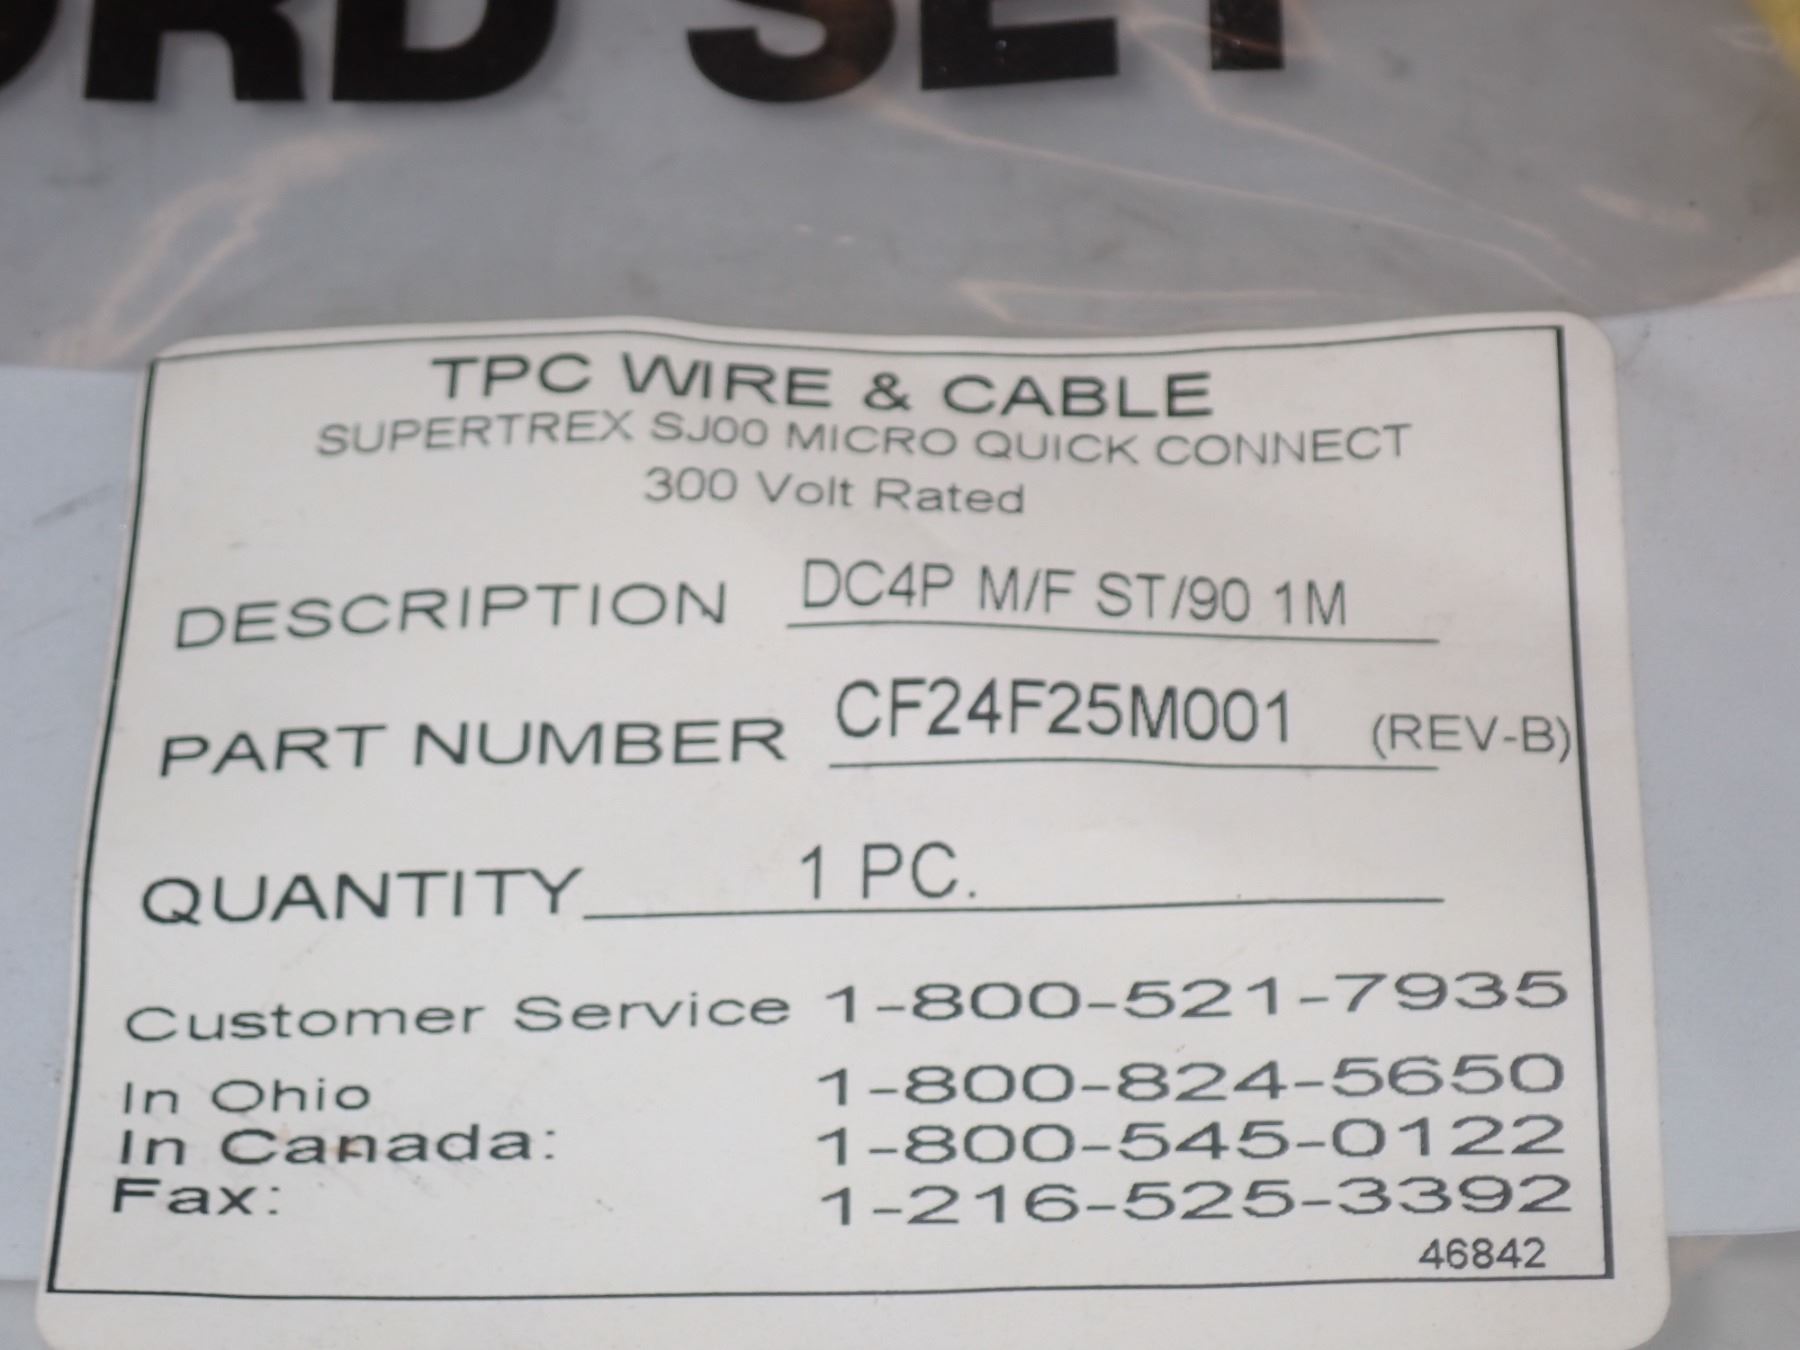 ORD SET
TPC WIRE & CABLE
SUPERTREX SJ00 MICRO QUICK CONNECT
300 Volt Rated
DESCRIPTION DC4P M/F ST/90 1M
PART NUMBER CF24F25M001 (REV-B)
QUANTITY 1 PC.
Customer Service 1-800-521-7935
In Ohio 1-800-824-5650
In Canada: 1-800-545-0122
Fax: 1-216-525-3392
46842